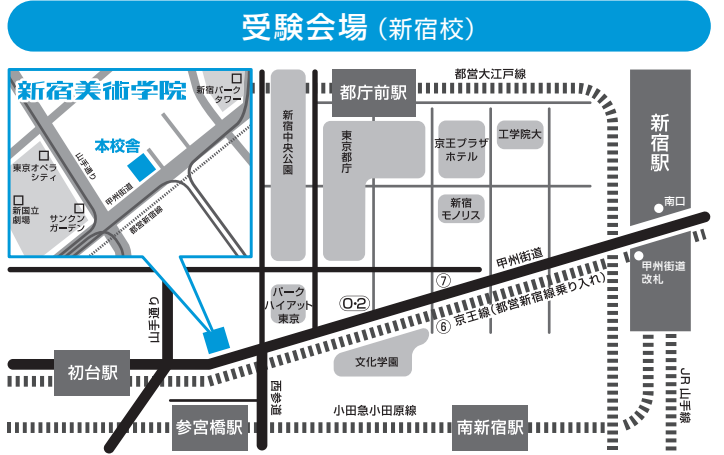 受験会場（新宿校）
新宿美術学院
新宿パーク
タワー
本校舎
東京オペラ
シティ
山手通り
甲州街道
都営新宿線
新国立
劇場
サンクン
ガーデン
都営大江戸線
都庁前駅
新宿中央公園
東京都庁
京王プラザ
ホテル
工学院大
新宿
モノリス
新宿駅
南口
甲州街道
改札
甲州街道
⑦
0・2
⑥
京王線(都営新宿線乗り入れ)
パーク
ハイアット
東京
山手通り
文化学園
初台駅
西参道
参宮橋駅
小田急小田原線
南新宿駅
JR山手線